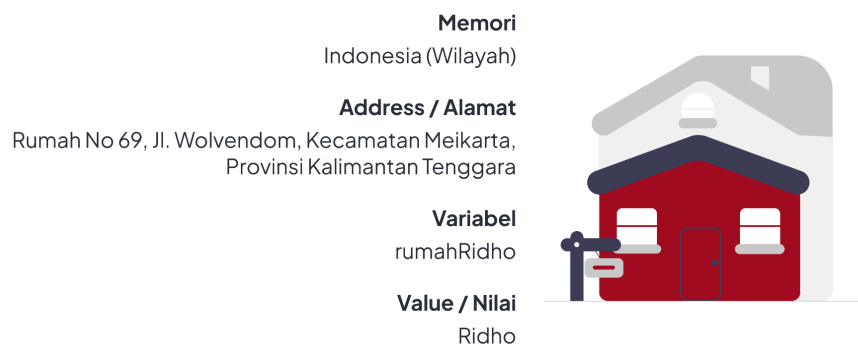 Memori
Indonesia (Wilayah)
Address / Alamat
Rumah No 69, Jl. Wolvendom, Kecamatan Meikarta,
Provinsi Kalimantan Tenggara
Variabel
rumahRidho
Value / Nilai
Ridho